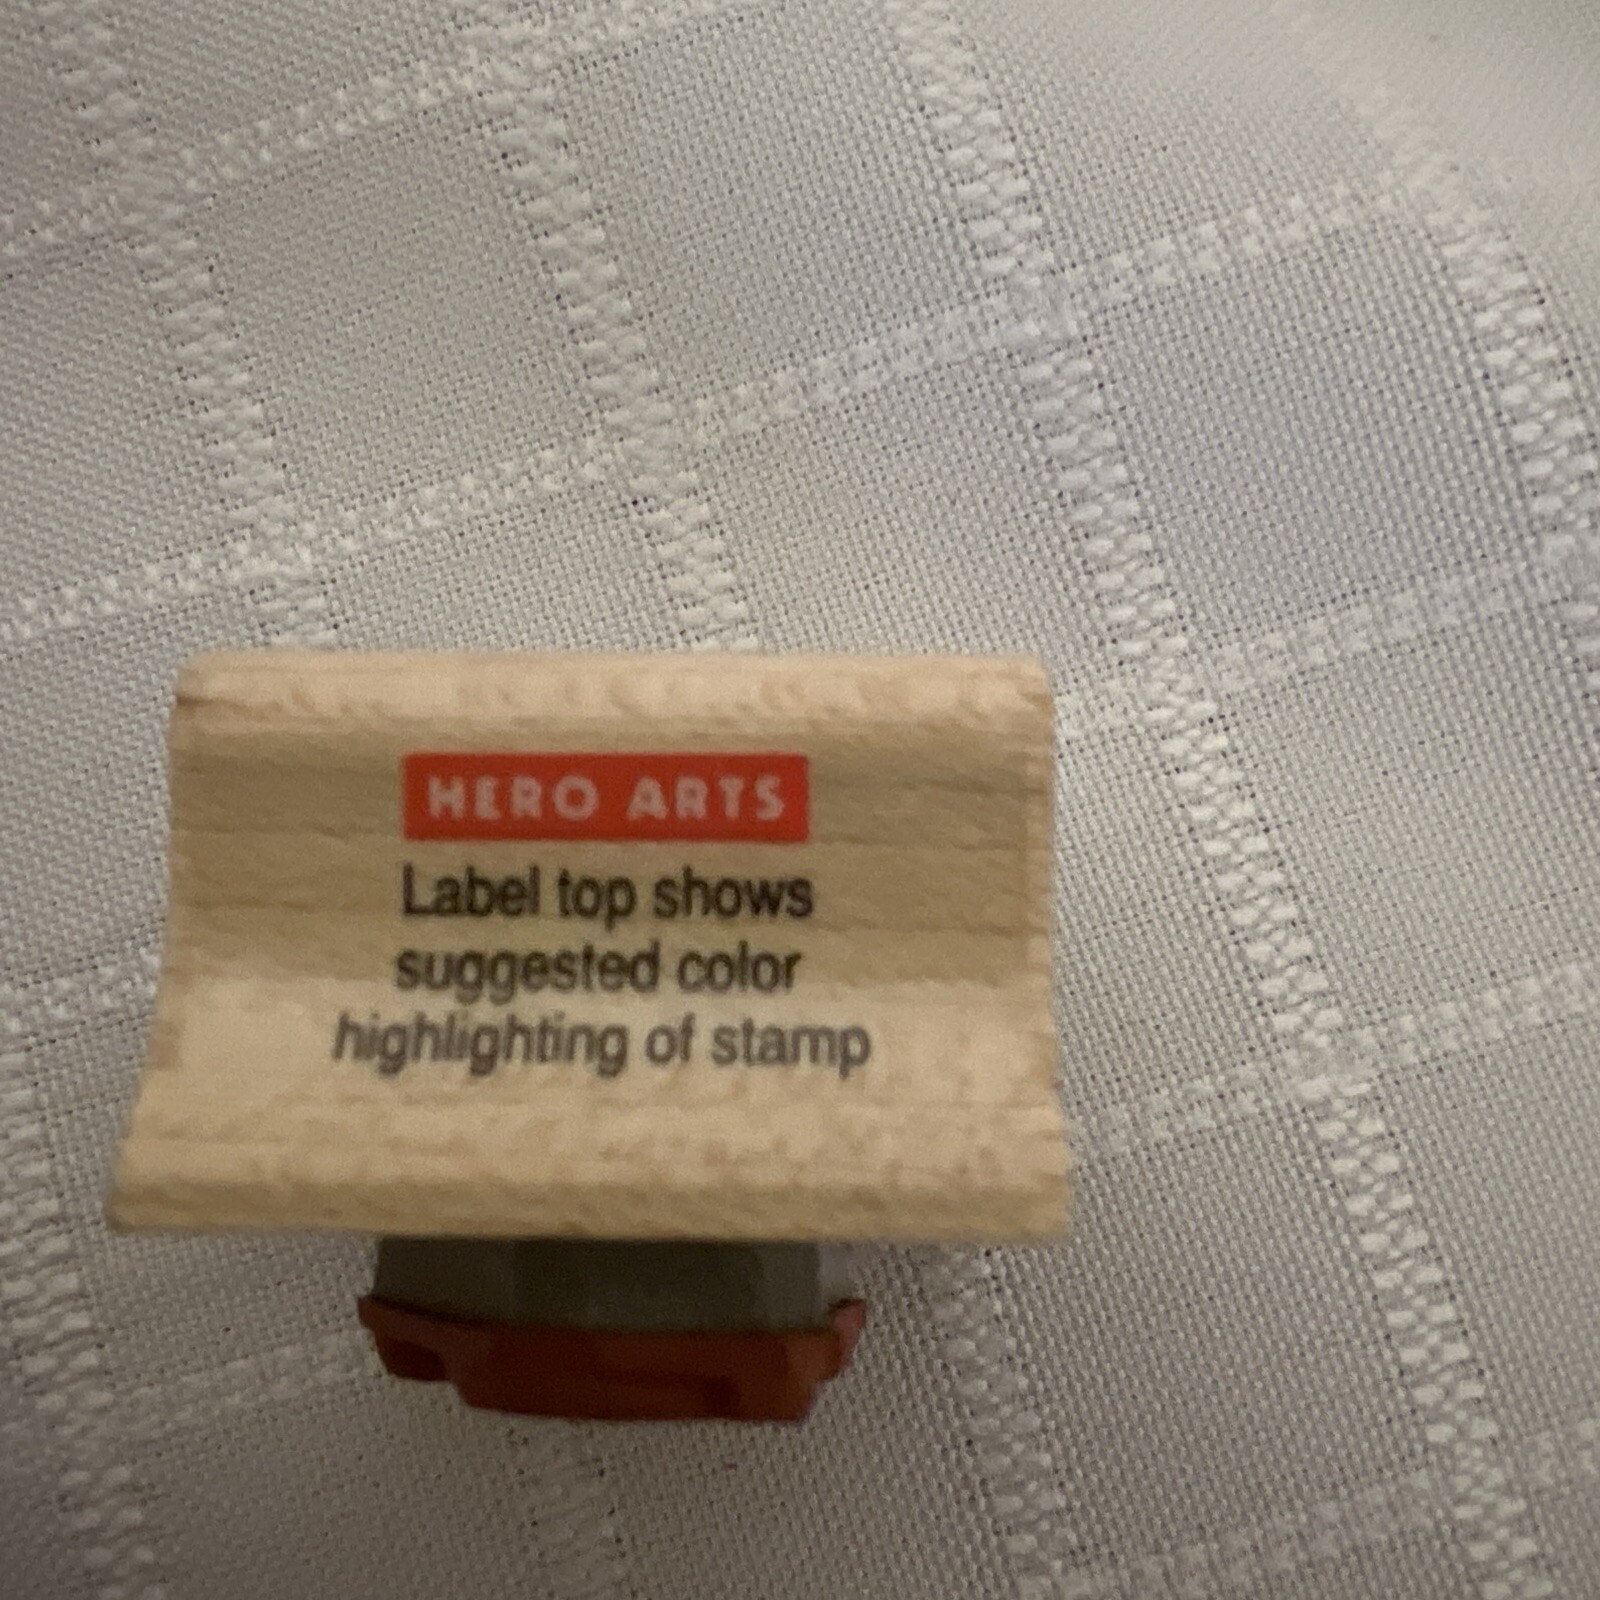 HERO ARTS
Label top shows
suggested color
highlighting of stamp